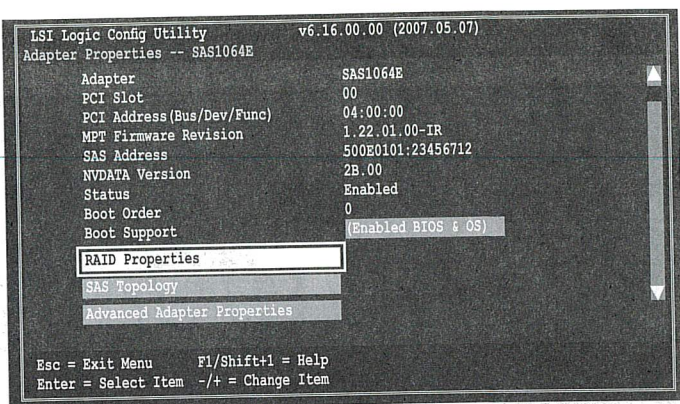 LSI Logic Config Utility v6.16.00.00 (2007.05.07)
Adapter Properties -- SAS1064E
Adapter SAS1064E
PCI Slot 00
PCI Address(Bus/Dev/Func) 04:00:00
MPT Firmware Revision 1.22.01.00-IR
SAS Address 500E0101:23456712
NVDATA Version 2B.00
Status Enabled
Boot Order 0
Boot Support (Enabled BIOS & OS)
RAID Properties
SAS Topology
Advanced Adapter Properties
Esc = Exit Menu F1/Shift+1 = Help
Enter = Select Item -/+ = Change Item